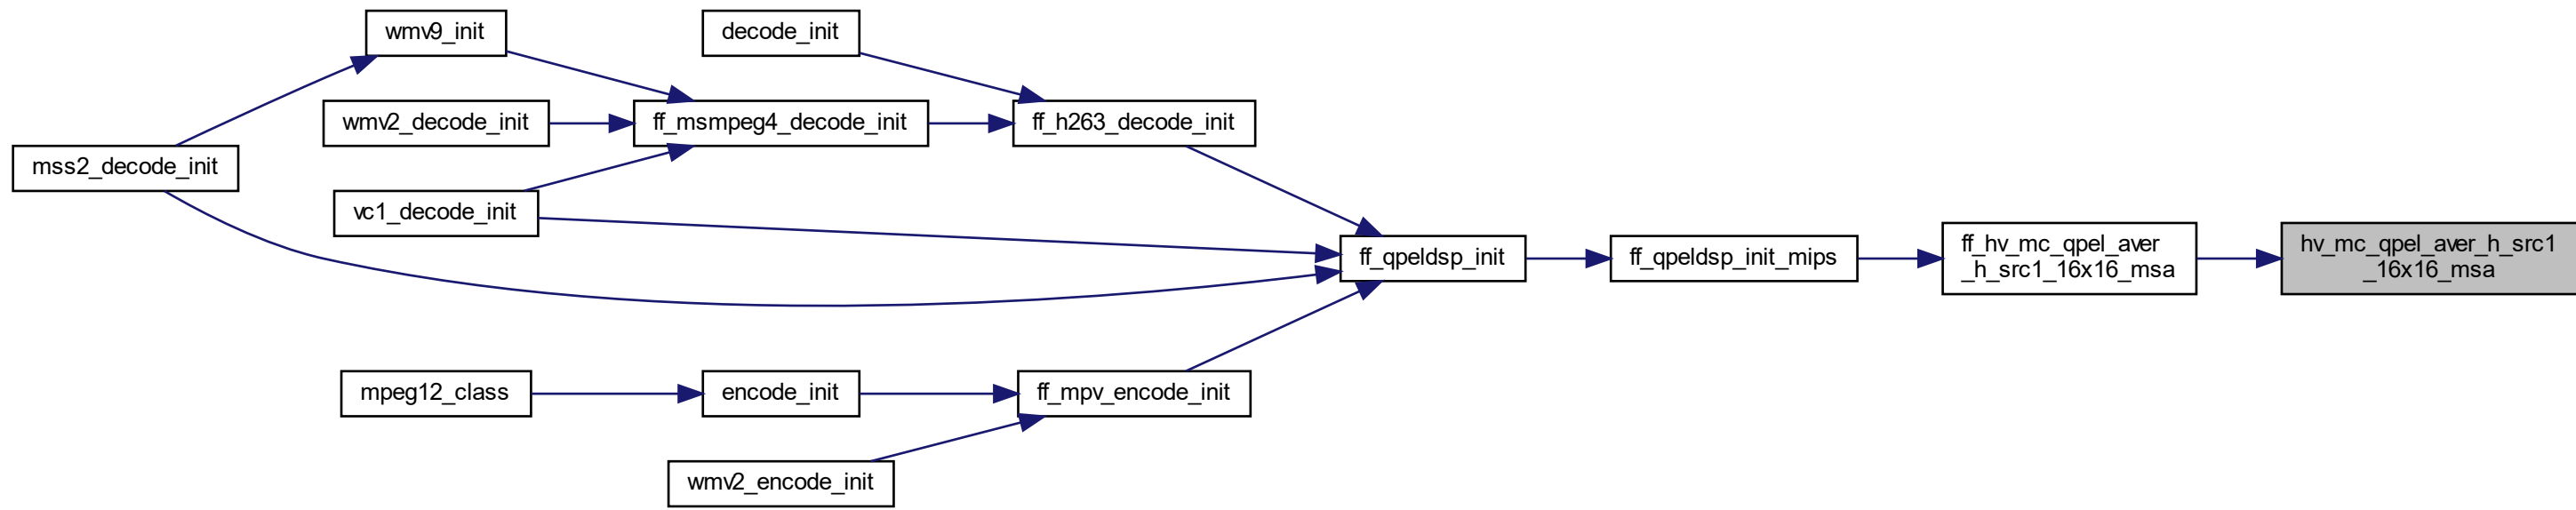 wmv9_init
decode_init
wmv2_decode_init
ff_msmpeg4_decode_init
ff_h263_decode_init
mss2_decode_init
vc1_decode_init
ff_qpeldsp_init
ff_qpeldsp_init_mips
ff_hv_mc_qpel_aver
_h_src1_16x16_msa
hv_mc_qpel_aver_h_src1
_16x16_msa
mpeg12_class
encode_init
ff_mpv_encode_init
wmv2_encode_init